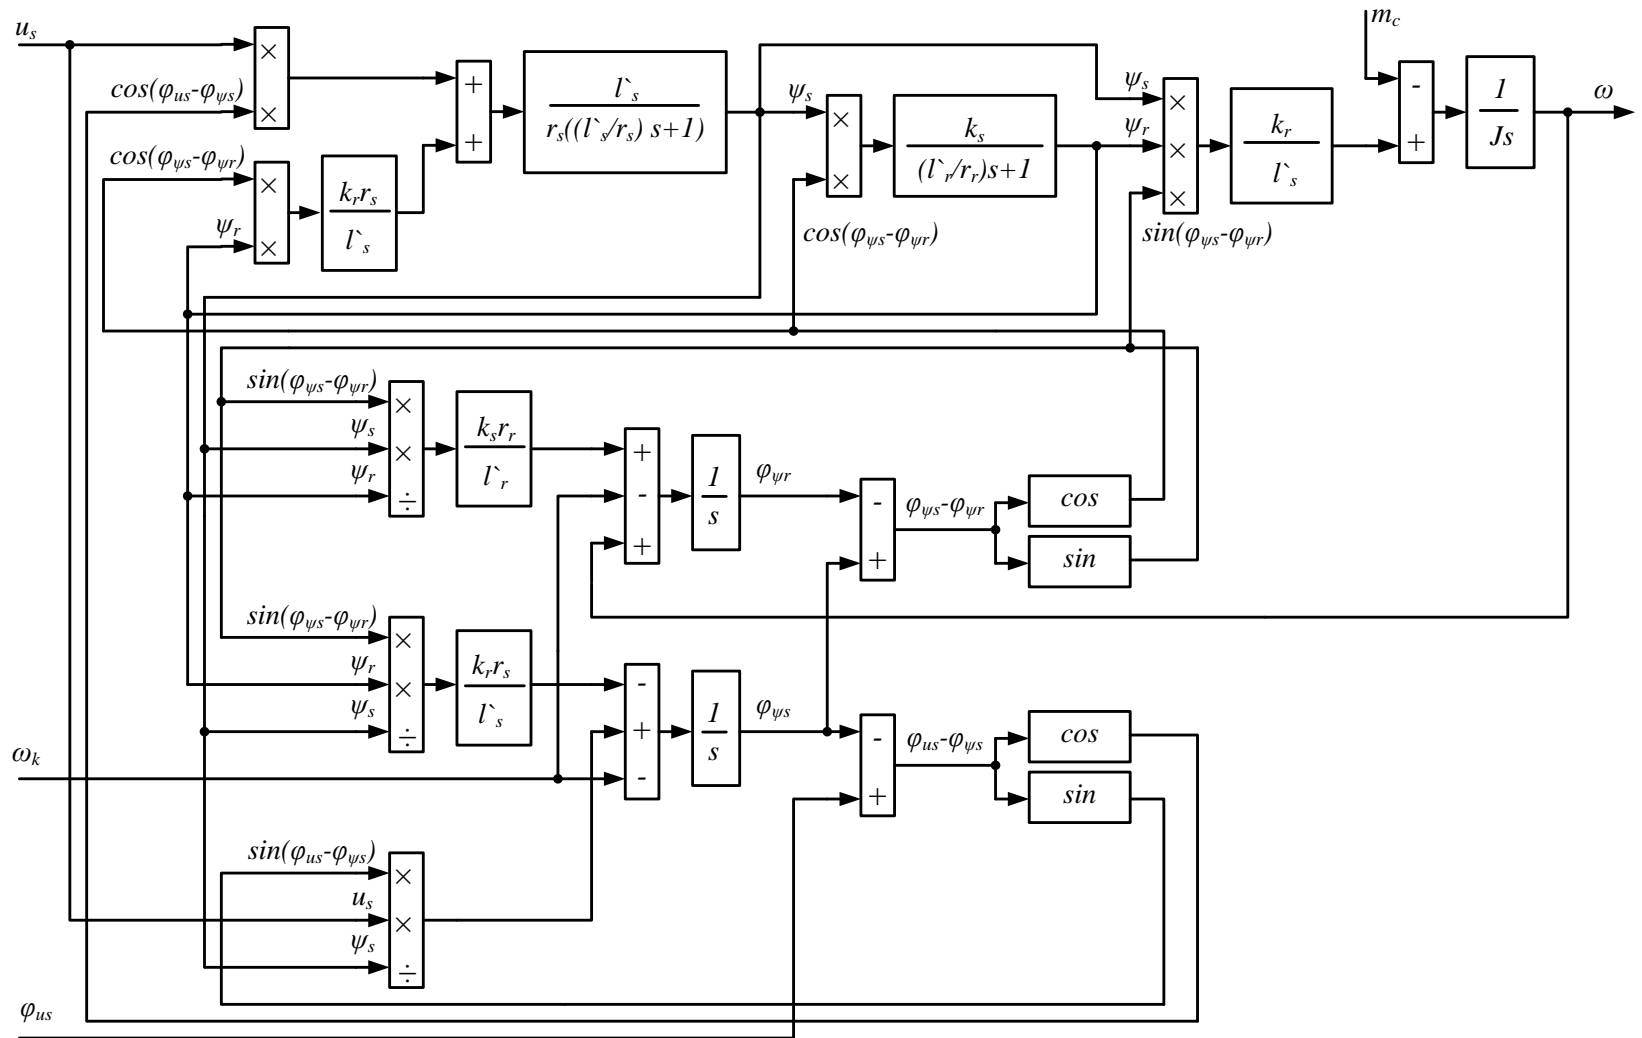 u_s
m_c
×
cos(φ_us-φ_ψs)
×
+
+
l`_s
r_s((l`_s/r_s) s+1)
ψ_s
×
×
k_s
(l`_r/r_r)s+1
ψ_s
ψ_r
×
×
×
k_r
l`_s
-
+
1
Js
ω
cos(φ_ψs-φ_ψr)
×
ψ_r
×
k_r r_s
l`_s
cos(φ_ψs-φ_ψr)
sin(φ_ψs-φ_ψr)
sin(φ_ψs-φ_ψr)
ψ_s
ψ_r
×
×
÷
k_s r_r
l`_r
+
-
+
1
s
φ_ψr
-
+
φ_ψs-φ_ψr
cos
sin
sin(φ_ψs-φ_ψr)
ψ_r
ψ_s
×
×
÷
k_r r_s
l`_s
-
+
-
1
s
φ_ψs
-
+
φ_us-φ_ψs
cos
sin
ω_k
sin(φ_us-φ_ψs)
u_s
ψ_s
×
×
÷
φ_us